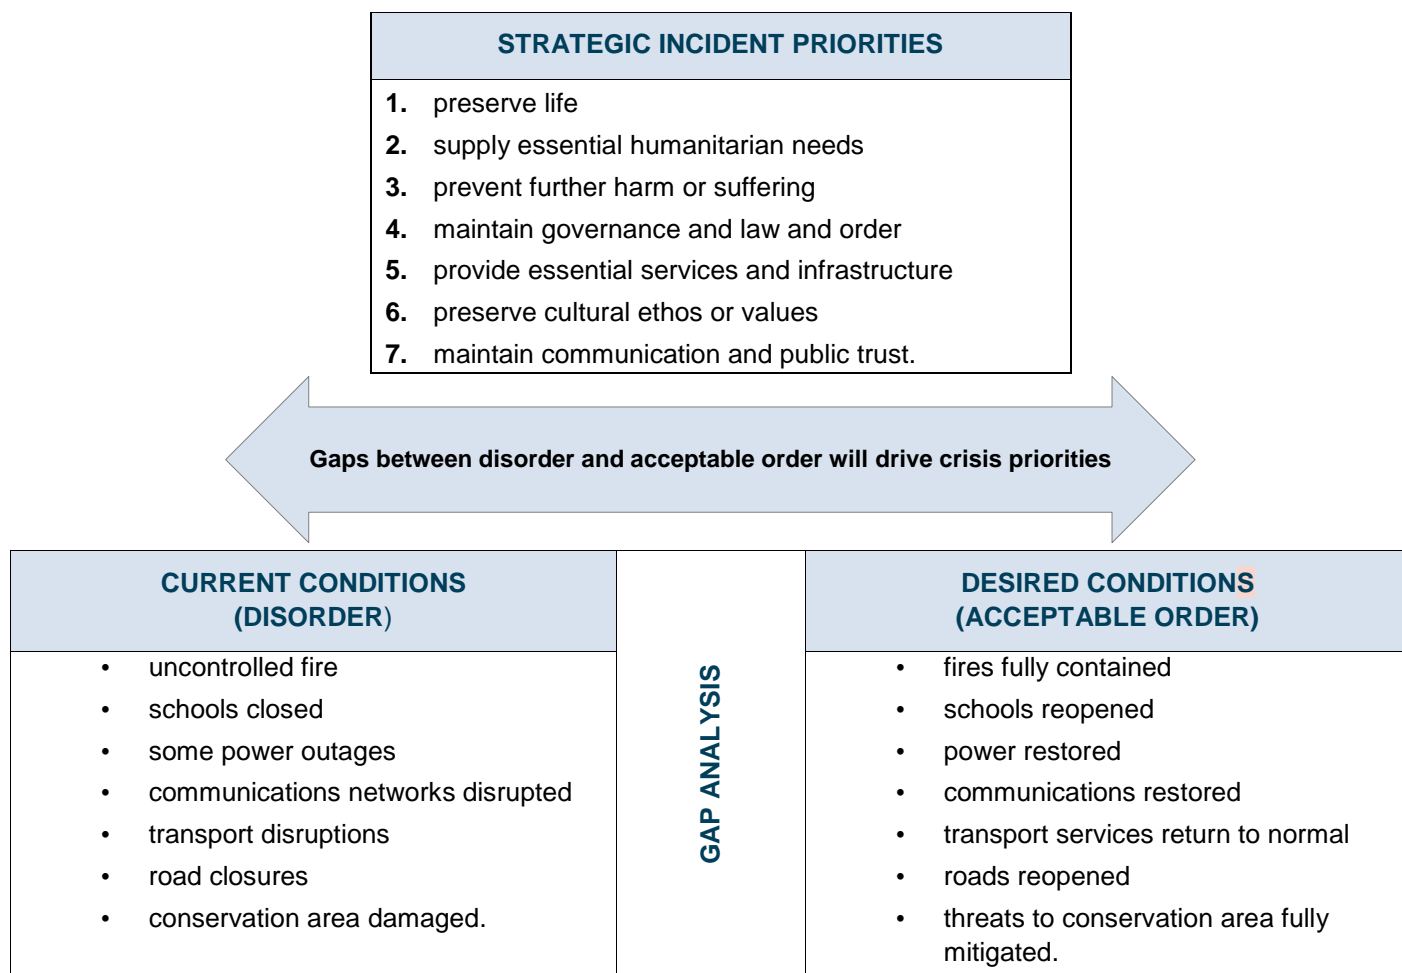 STRATEGIC INCIDENT PRIORITIES
1. preserve life
2. supply essential humanitarian needs
3. prevent further harm or suffering
4. maintain governance and law and order
5. provide essential services and infrastructure
6. preserve cultural ethos or values
7. maintain communication and public trust.
Gaps between disorder and acceptable order will drive crisis priorities
CURRENT CONDITIONS
(DISORDER)
• uncontrolled fire
• schools closed
• some power outages
• communications networks disrupted
• transport disruptions
• road closures
• conservation area damaged.
GAP ANALYSIS
DESIRED CONDITIONS
(ACCEPTABLE ORDER)
• fires fully contained
• schools reopened
• power restored
• communications restored
• transport services return to normal
• roads reopened
• threats to conservation area fully
mitigated.